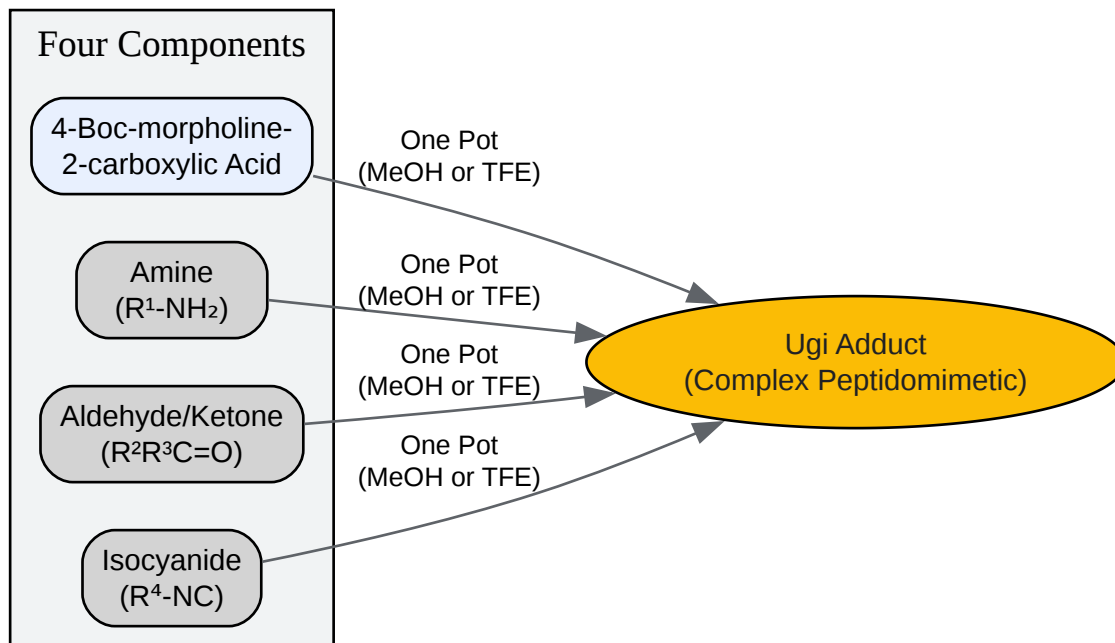 Four Components
4-Boc-morpholine-
2-carboxylic Acid
One Pot
(MeOH or TFE)
Amine
(R¹-NH₂)
One Pot
(MeOH or TFE)
Ugi Adduct
(Complex Peptidomimetic)
Aldehyde/Ketone
(R²R³C=O)
One Pot
(MeOH or TFE)
Isocyanide
(R⁴-NC)
One Pot
(MeOH or TFE)